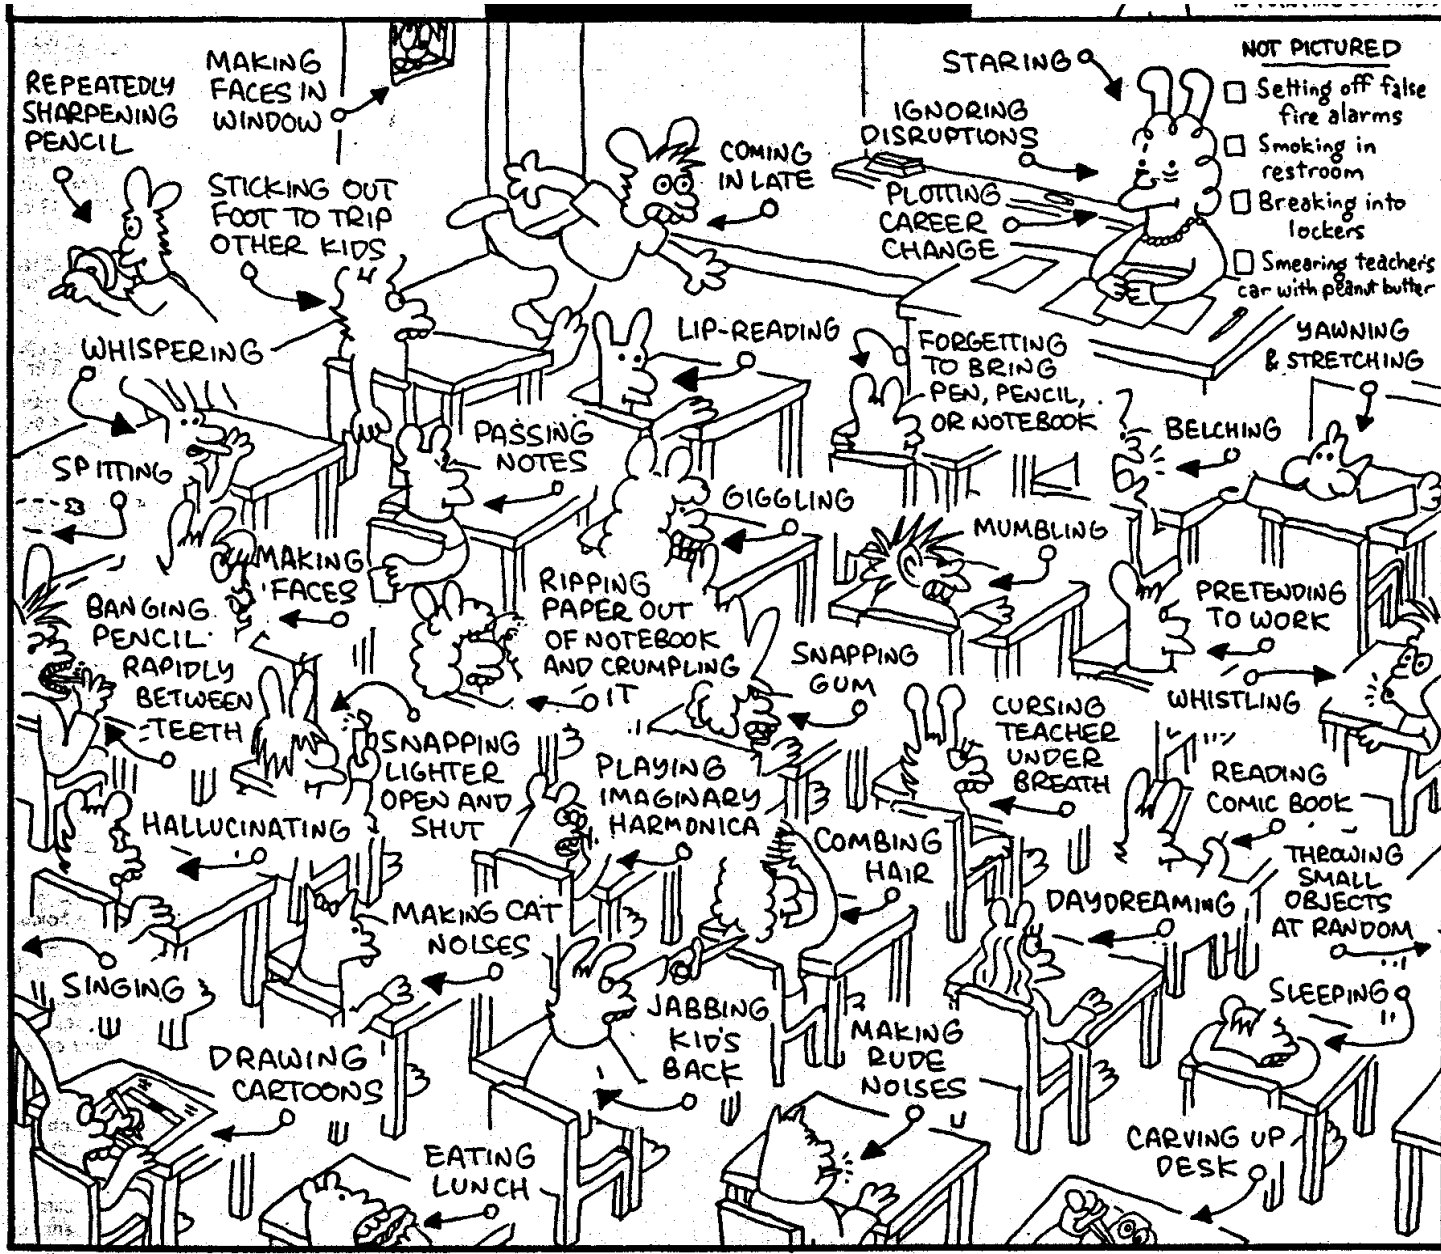 NOT PICTURED
Setting off false
fire alarms
Smoking in
restroom
Breaking into
lockers
Smearing teacher's
car with peanut butter
REPEATEDLY
SHARPENING
PENCIL
MAKING
FACES IN
WINDOW
STARING
IGNORING
DISRUPTIONS
PLOTTING
CAREER
CHANGE
COMING
IN LATE
STICKING OUT
FOOT TO TRIP
OTHER KIDS
WHISPERING
LIP-READING
FORGETTING
TO BRING
PEN, PENCIL,
OR NOTEBOOK
YAWNING
& STRETCHING
SPITTING
PASSING
NOTES
BELCHING
GIGGLING
MUMBLING
MAKING
FACES
BANGING
PENCIL
RAPIDLY
BETWEEN
TEETH
RIPPING
PAPER OUT
OF NOTEBOOK
AND CRUMPLING
IT
SNAPPING
GUM
PRETENDING
TO WORK
WHISTLING
SNAPPING
LIGHTER
OPEN AND
SHUT
PLAYING
IMAGINARY
HARMONICA
CURSING
TEACHER
UNDER
BREATH
READING
COMIC BOOK
HALLUCINATING
COMBING
HAIR
THROWING
SMALL
OBJECTS
AT RANDOM
MAKING CAT
NOISES
DAYDREAMING
SINGING
JABBING
KID'S
BACK
MAKING
RUDE
NOISES
SLEEPING
DRAWING
CARTOONS
EATING
LUNCH
CARVING UP
DESK